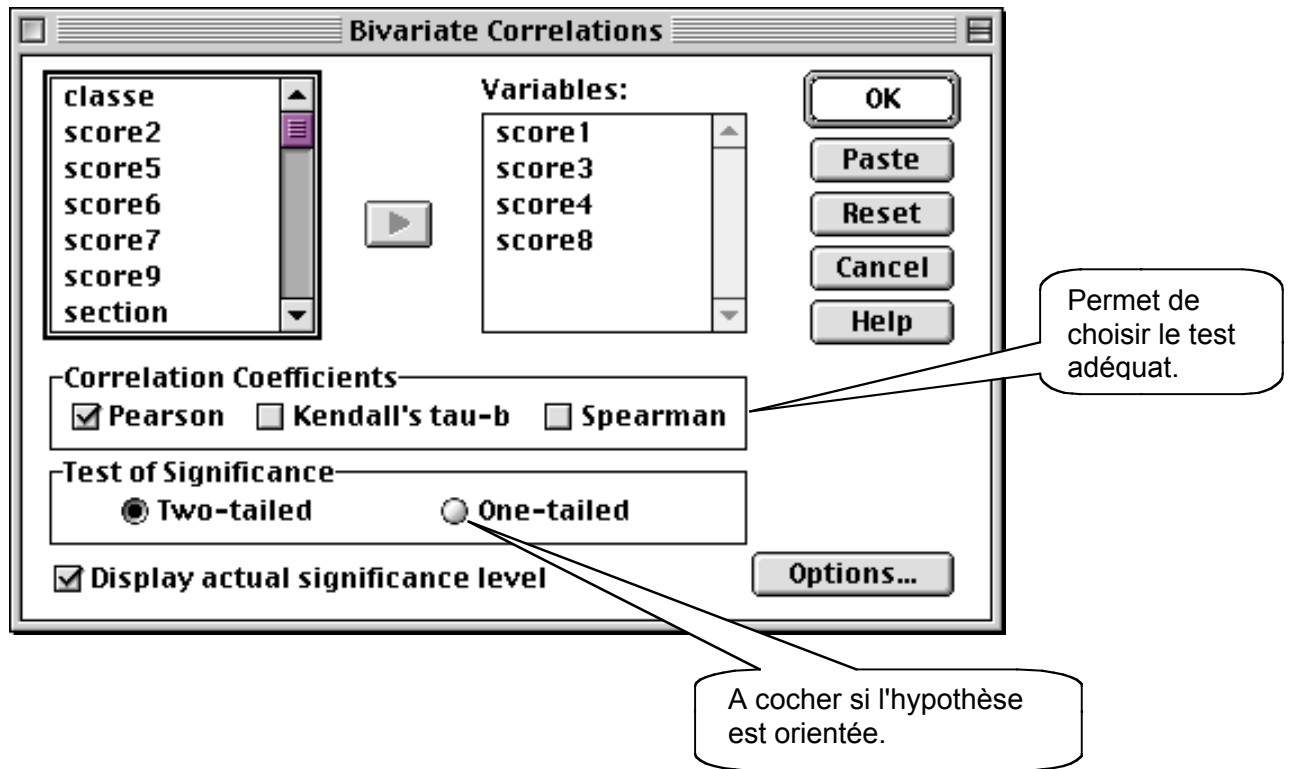 Bivariate Correlations
classe
score2
score5
score6
score7
score9
section
Variables:
score1
score3
score4
score8
OK
Paste
Reset
Cancel
Help
Permet de
choisir le test
adéquat.
Correlation Coefficients
Pearson Kendall's tau-b Spearman
Test of Significance
Two-tailed One-tailed
Display actual significance level
Options...
A cocher si l'hypothèse
est orientée.